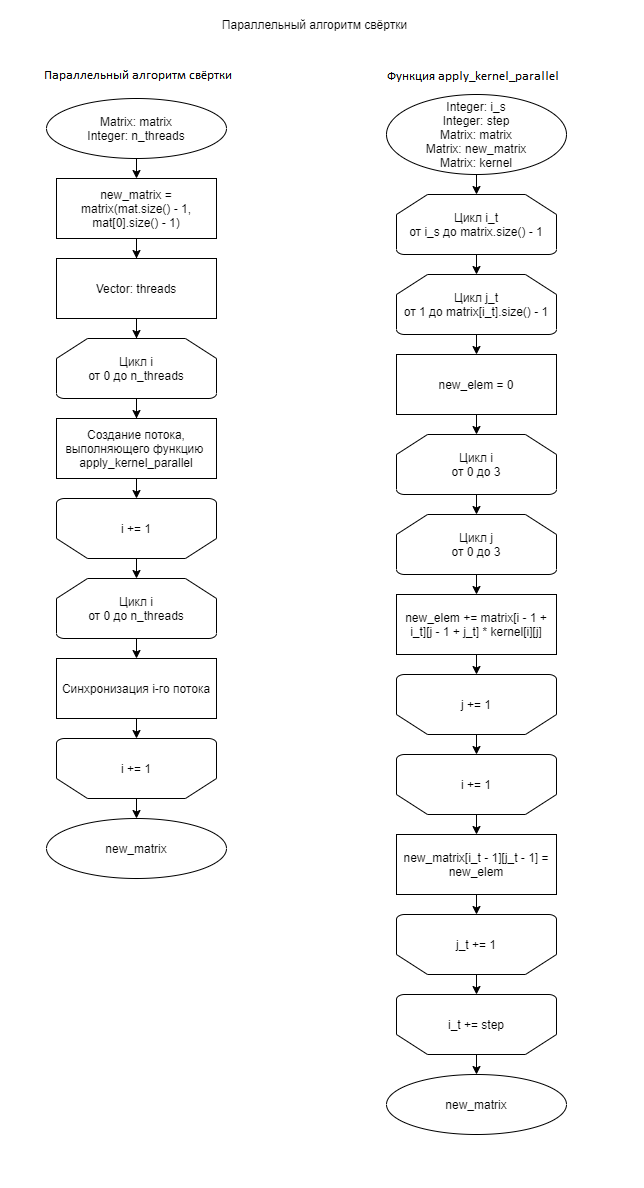 Параллельный алгоритм свёртки
Параллельный алгоритм свёртки
Matrix: matrix
Integer: n_threads
new_matrix =
matrix(mat.size() - 1,
mat[0].size() - 1)
Vector: threads
Цикл i
от 0 до n_threads
Создание потока,
выполняющего функцию
apply_kernel_parallel
i += 1
Цикл i
от 0 до n_threads
Синхронизация i-го потока
i += 1
new_matrix
Функция apply_kernel_parallel
Integer: i_s
Integer: step
Matrix: matrix
Matrix: new_matrix
Matrix: kernel
Цикл i_t
от i_s до matrix.size() - 1
Цикл j_t
от 1 до matrix[i_t].size() - 1
new_elem = 0
Цикл i
от 0 до 3
Цикл j
от 0 до 3
new_elem += matrix[i - 1 +
i_t][j - 1 + j_t] * kernel[i][j]
j += 1
i += 1
new_matrix[i_t - 1][j_t - 1] =
new_elem
j_t += 1
i_t += step
new_matrix